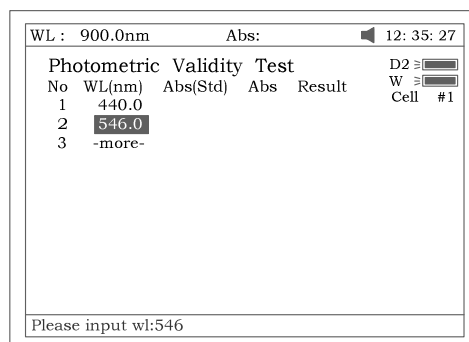 WL : 900.0nm Abs: 12: 35: 27
Photometric Validity Test
D2
No WL(nm) Abs(Std) Abs Result
W
Cell #1
1 440.0
2 546.0
3 -more-
Please input wl:546